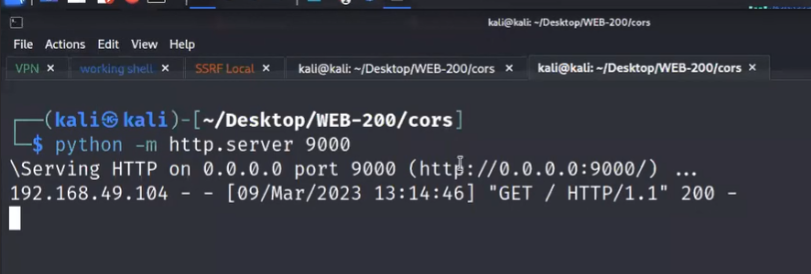 kali@kali: ~/Desktop/WEB-200/cors
File Actions Edit View Help
VPN × working shell × SSRF Local × kali@kali: ~/Desktop/WEB-200/cors × kali@kali: ~/Desktop/WEB-200/cors ×
┌──(kali㉿kali)-[~/Desktop/WEB-200/cors]
└─$ python -m http.server 9000
\Serving HTTP on 0.0.0.0 port 9000 (http://0.0.0.0:9000/) ...
192.168.49.104 - - [09/Mar/2023 13:14:46] "GET / HTTP/1.1" 200 -